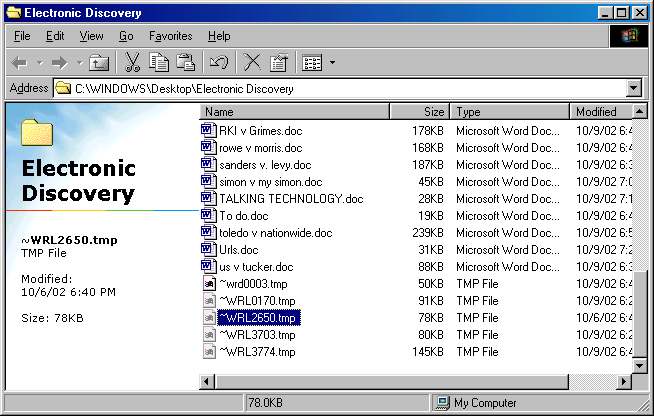 Electronic Discovery
File Edit View Go Favorites Help
Address C:\WINDOWS\Desktop\Electronic Discovery
Electronic
Discovery
~WRL2650.tmp
TMP File
Modified:
10/6/02 6:40 PM
Size: 78KB
Name Size Type Modified
RKI v Grimes.doc 178KB Microsoft Word Doc... 10/9/02 6:4
rowe v morris.doc 168KB Microsoft Word Doc... 10/9/02 6:4
sanders v. levy.doc 187KB Microsoft Word Doc... 10/9/02 6:3
simon v my simon.doc 45KB Microsoft Word Doc... 10/9/02 7:0
TALKING TECHNOLOGY.doc 28KB Microsoft Word Doc... 10/9/02 7:1
To do.doc 19KB Microsoft Word Doc... 10/9/02 6:4
toledo v nationwide.doc 239KB Microsoft Word Doc... 10/9/02 6:5
Urls.doc 31KB Microsoft Word Doc... 10/9/02 7:2
us v tucker.doc 88KB Microsoft Word Doc... 10/9/02 6:3
~wrd0003.tmp 50KB TMP File 10/9/02 6:4
~WRL0170.tmp 91KB TMP File 10/9/02 6:2
~WRL2650.tmp 78KB TMP File 10/6/02 6:4
~WRL3703.tmp 80KB TMP File 10/9/02 6:2
~WRL3774.tmp 145KB TMP File 10/9/02 6:4
78.0KB My Computer